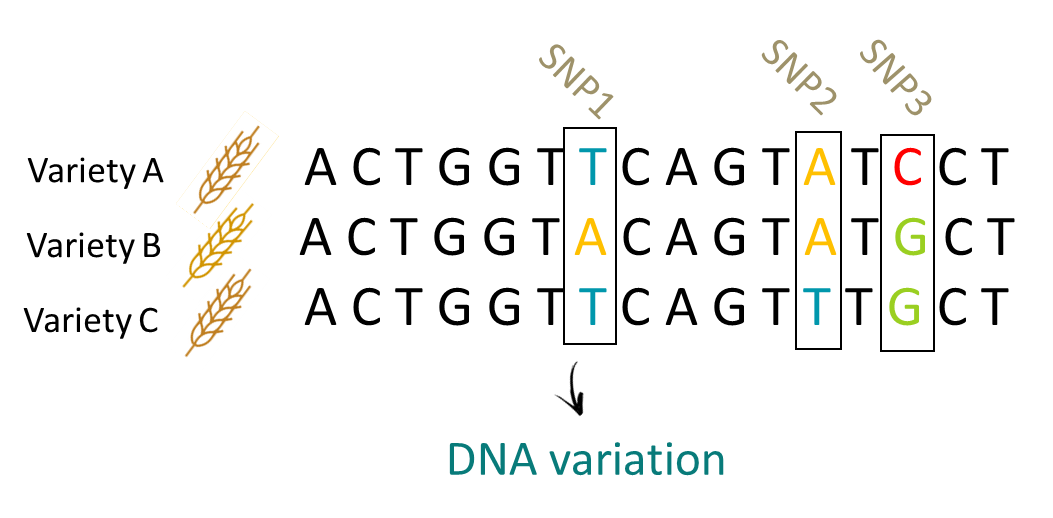 SNP1 SNP2 SNP3
Variety A A C T G G T T C A G T A T C C T
Variety B A C T G G T A C A G T A T G C T
Variety C A C T G G T T C A G T T T G C T
DNA variation